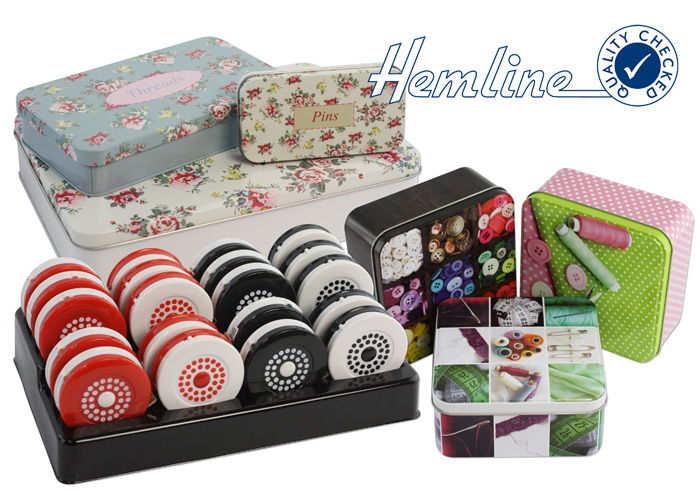 Hemline
QUALITY CHECKED
Threads
Pins